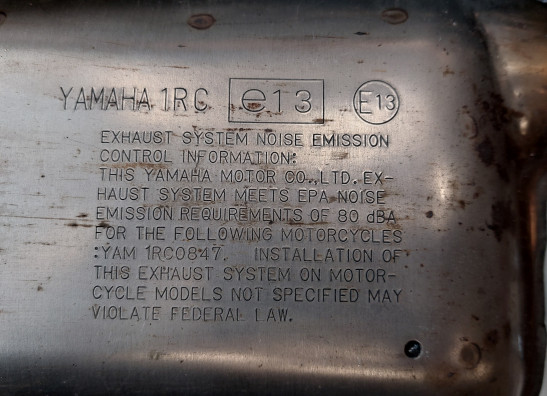 YAMAHA 1RC e13 E13
EXHAUST SYSTEM NOISE EMISSION
CONTROL INFORMATION:
THIS YAMAHA MOTOR CO.,LTD. EX-
HAUST SYSTEM MEETS EPA NOISE
EMISSION REQUIREMENTS OF 80 dBA
FOR THE FOLLOWING MOTORCYCLES
:YAM 1RC0847. INSTALLATION OF
THIS EXHAUST SYSTEM ON MOTOR-
CYCLE MODELS NOT SPECIFIED MAY
VIOLATE FEDERAL LAW.